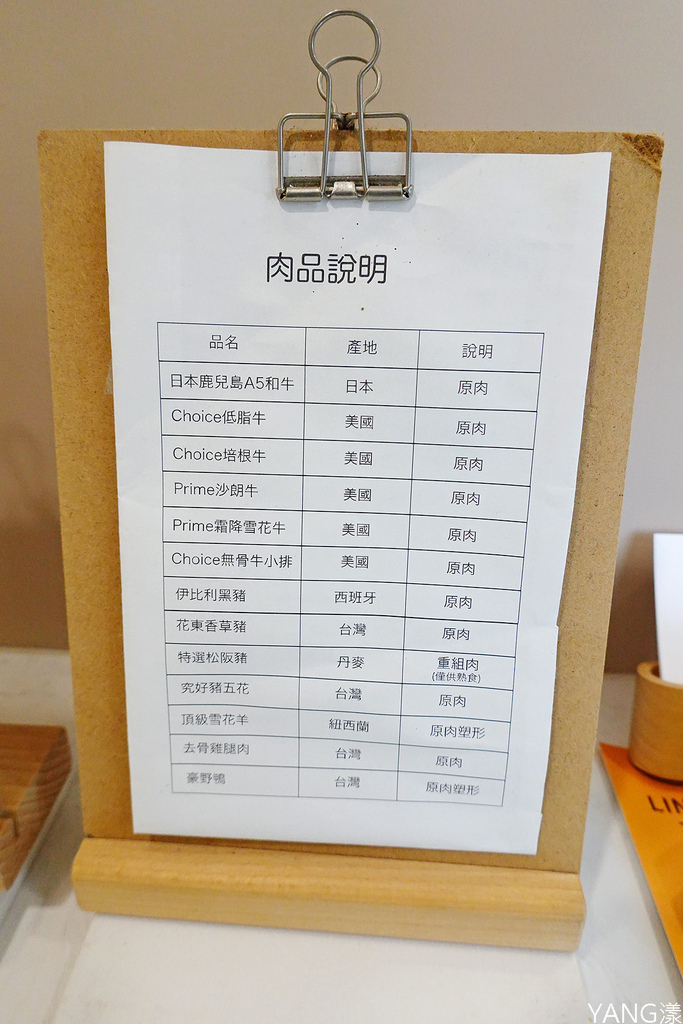 肉品說明
品名 產地 說明
日本鹿兒島A5和牛 日本 原肉
Choice低脂牛 美國 原肉
Choice培根牛 美國 原肉
Prime沙朗牛 美國 原肉
Prime霜降雪花牛 美國 原肉
Choice無骨牛小排 美國 原肉
伊比利黑豬 西班牙 原肉
花東香草豬 台灣 原肉
特選松阪豬 丹麥 重組肉
(僅供熟食)
究好豬五花 台灣 原肉
頂級雪花羊 紐西蘭 原肉塑形
去骨雞腿肉 台灣 原肉
豪野鴨 台灣 原肉塑形
LIN
YANG漾